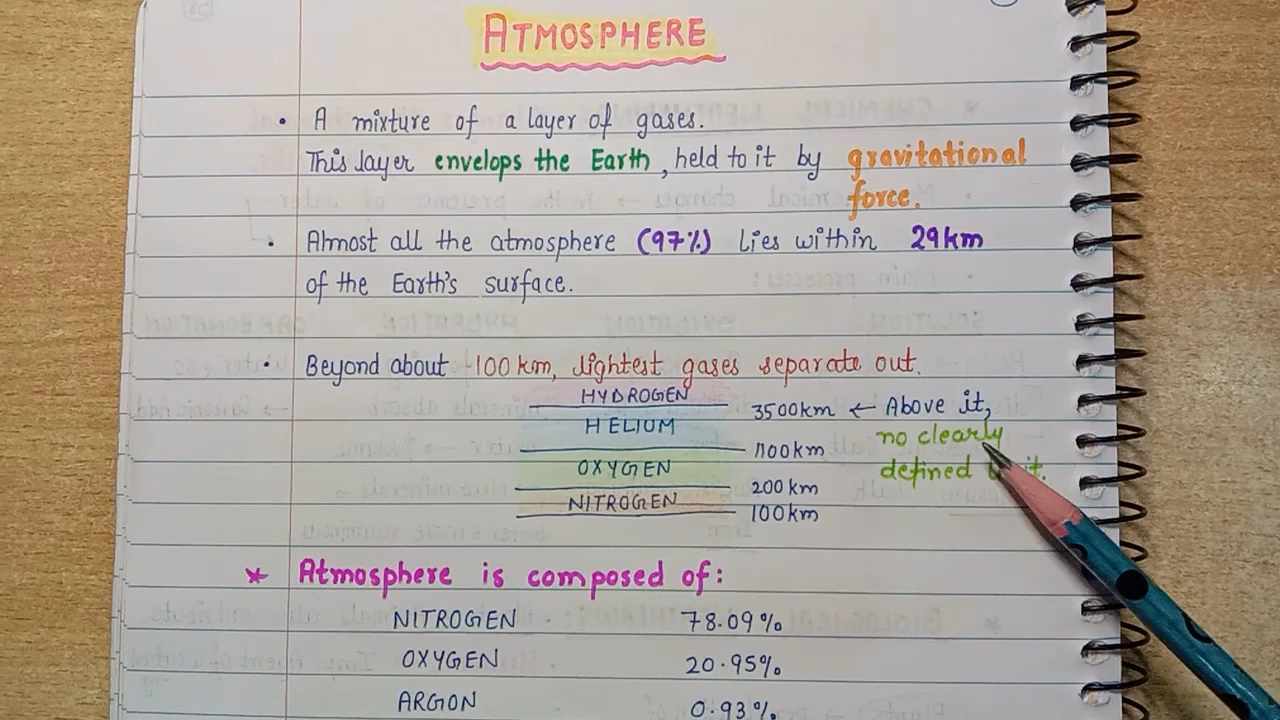 ATMOSPHERE
• A mixture of a layer of gases.
This layer envelops the Earth, held to it by gravitational
force.
• Almost all the atmosphere (97%) lies within 29km
of the Earth's surface.
• Beyond about 100 km, lightest gases separate out.
HYDROGEN
3500km ← Above it,
HELIUM
no clearly
1100km
OXYGEN
defined
200km
NITROGEN
100km
* Atmosphere is composed of:
NITROGEN 78.09%
OXYGEN 20.95%
ARGON 0.93%